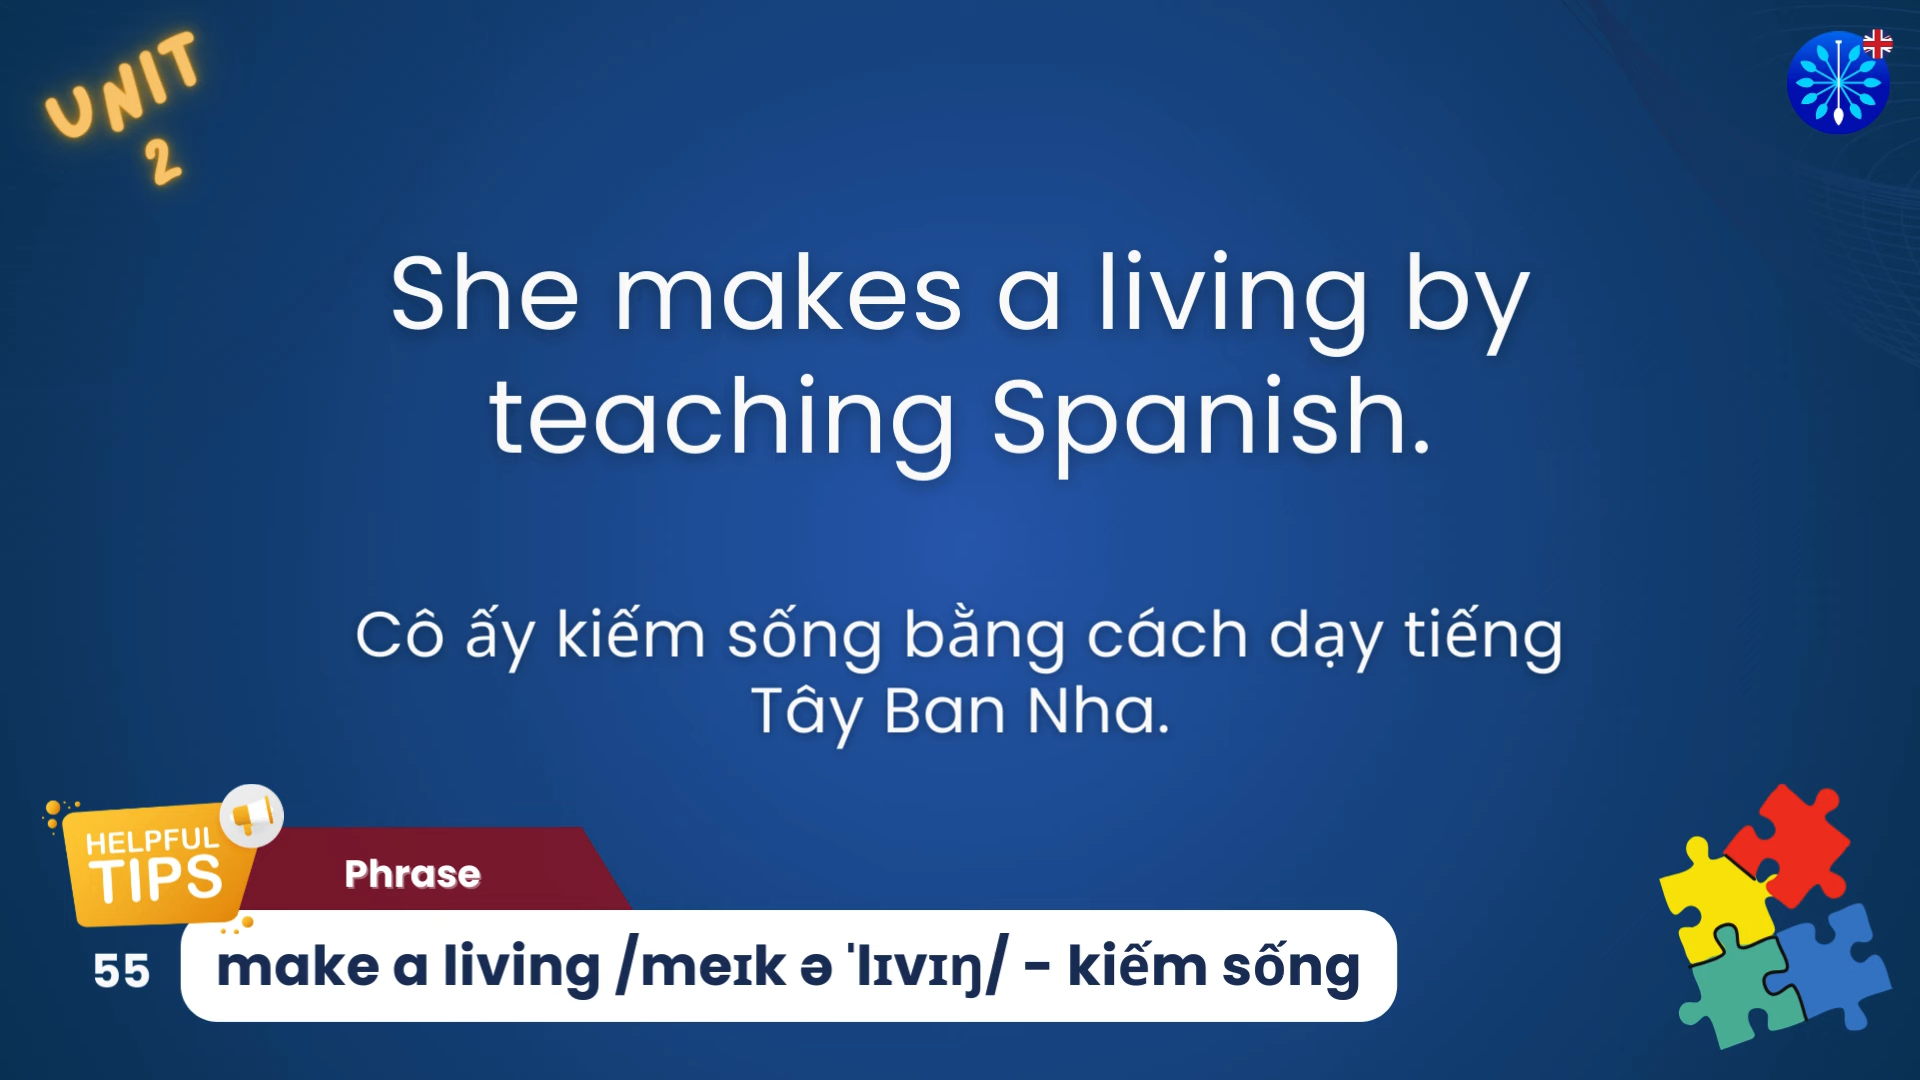 UNIT
2
She makes a living by
teaching Spanish.
Cô ấy kiếm sống bằng cách dạy tiếng
Tây Ban Nha.
HELPFUL
TIPS
Phrase
55
make a living /meɪk ə ˈlɪvɪŋ/ - kiếm sống